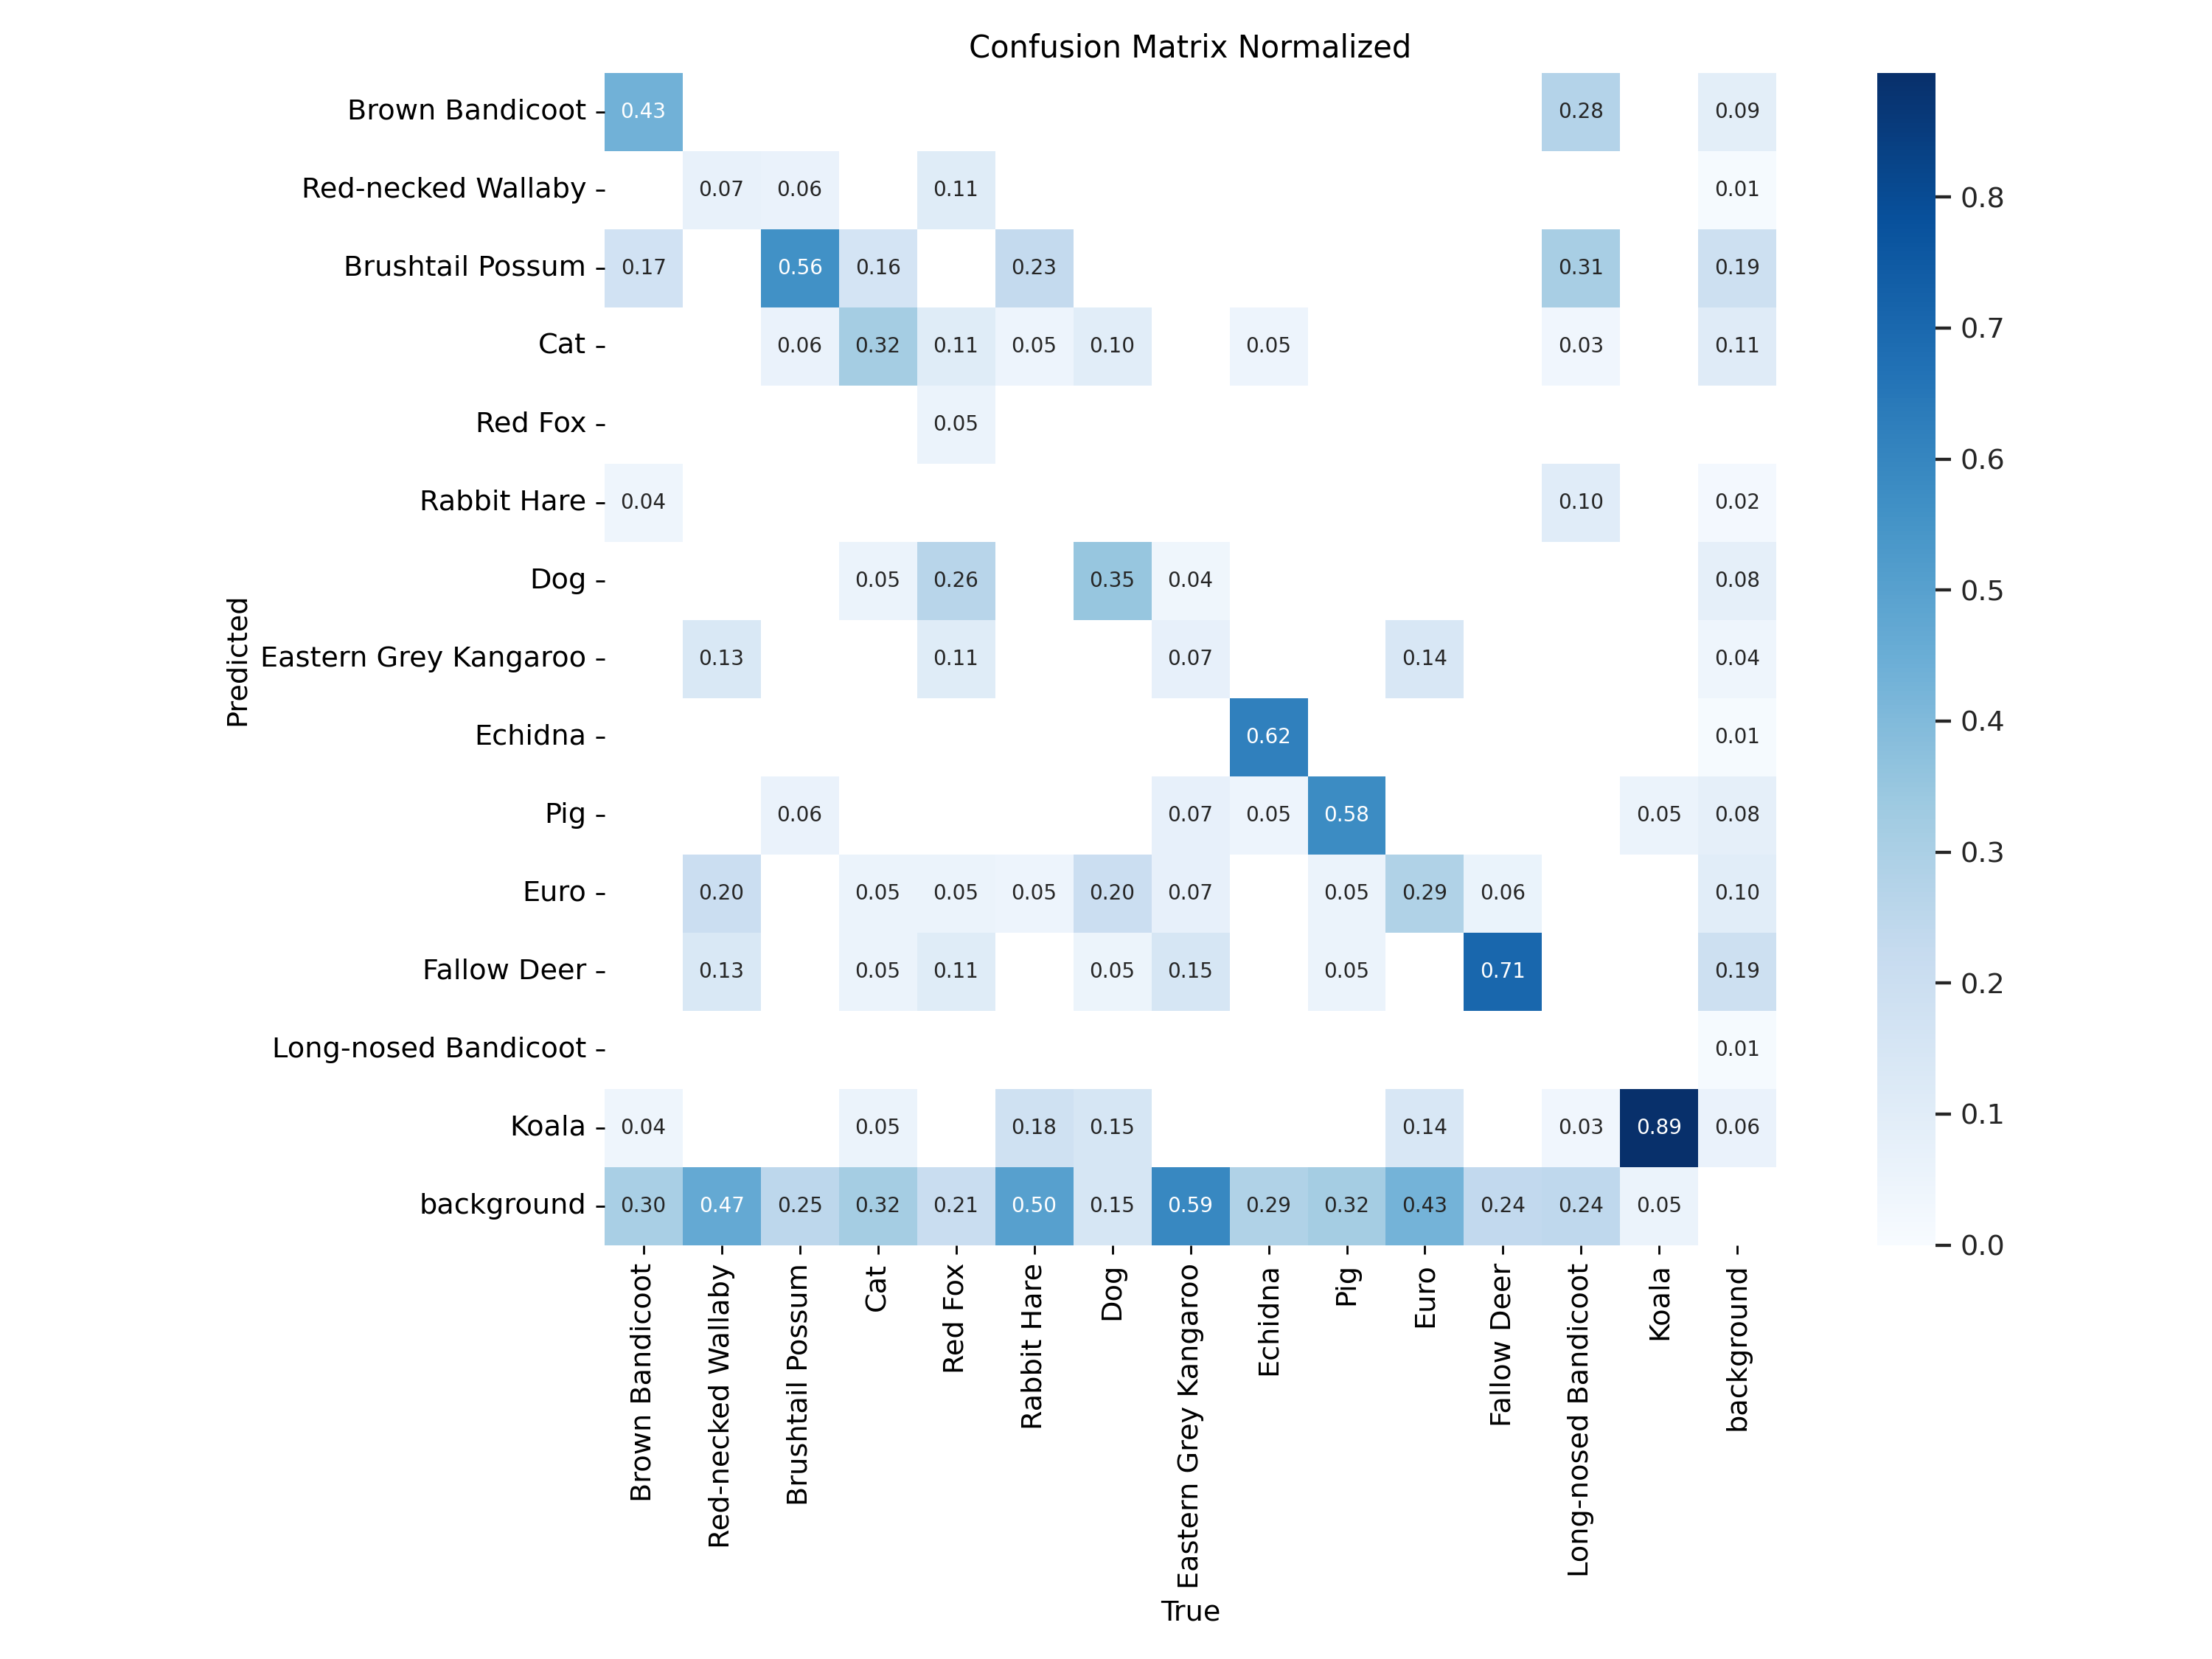 Confusion Matrix Normalized
Brown Bandicoot 0.43 0.28 0.09
Red-necked Wallaby 0.07 0.06 0.11 0.01
Brushtail Possum 0.17 0.56 0.16 0.23 0.31 0.19
Cat 0.06 0.32 0.11 0.05 0.10 0.05 0.03 0.11
Red Fox 0.05
Rabbit Hare 0.04 0.10 0.02
Dog 0.05 0.26 0.35 0.04 0.08
Eastern Grey Kangaroo 0.13 0.11 0.07 0.14 0.04
Echidna 0.62 0.01
Pig 0.06 0.07 0.05 0.58 0.05 0.08
Euro 0.20 0.05 0.05 0.05 0.20 0.07 0.05 0.29 0.06 0.10
Fallow Deer 0.13 0.05 0.11 0.05 0.15 0.05 0.71 0.19
Long-nosed Bandicoot 0.01
Koala 0.04 0.05 0.18 0.15 0.14 0.03 0.89 0.06
background 0.30 0.47 0.25 0.32 0.21 0.50 0.15 0.59 0.29 0.32 0.43 0.24 0.24 0.05
Predicted
Brown Bandicoot
Red-necked Wallaby
Brushtail Possum
Cat
Red Fox
Rabbit Hare
Dog
Eastern Grey Kangaroo
Echidna
Pig
Euro
Fallow Deer
Long-nosed Bandicoot
Koala
background
True
0.8
0.7
0.6
0.5
0.4
0.3
0.2
0.1
0.0